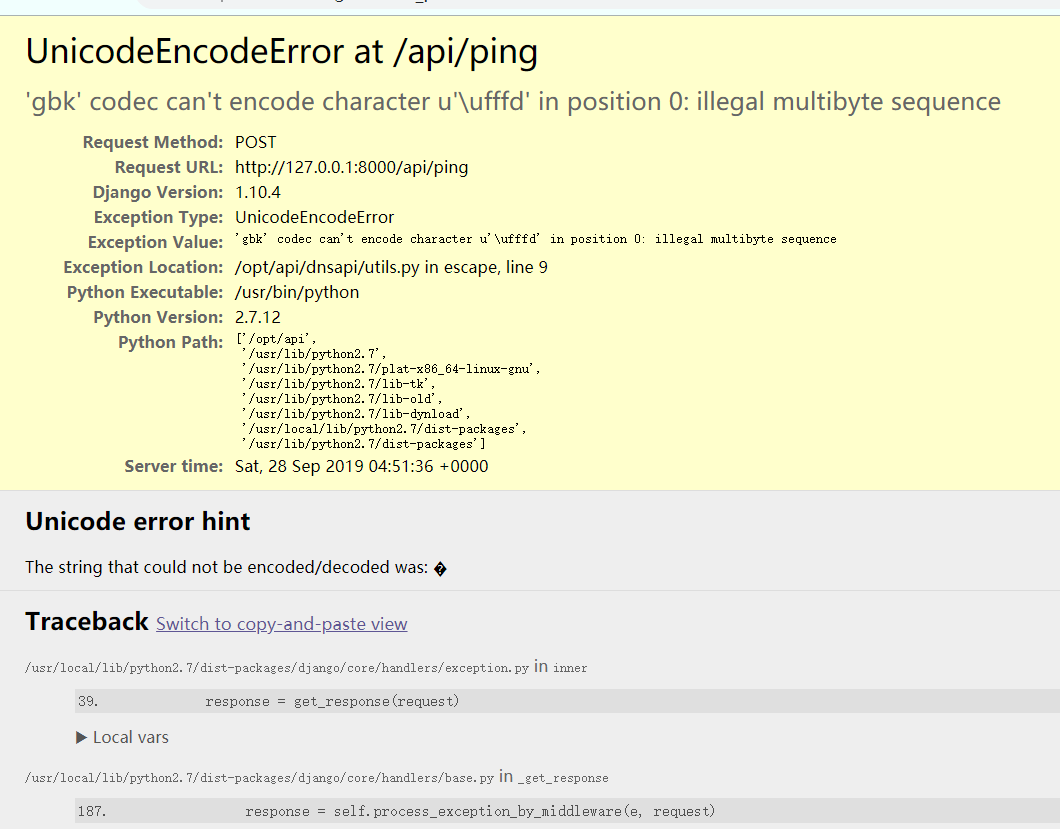 UnicodeEncodeError at /api/ping
'gbk' codec can't encode character u'\ufffd' in position 0: illegal multibyte sequence
Request Method: POST
Request URL: http://127.0.0.1:8000/api/ping
Django Version: 1.10.4
Exception Type: UnicodeEncodeError
Exception Value: 'gbk' codec can't encode character u'\ufffd' in position 0: illegal multibyte sequence
Exception Location: /opt/api/dnsapi/utils.py in escape, line 9
Python Executable: /usr/bin/python
Python Version: 2.7.12
Python Path: ['/opt/api',
'/usr/lib/python2.7',
'/usr/lib/python2.7/plat-x86_64-linux-gnu',
'/usr/lib/python2.7/lib-tk',
'/usr/lib/python2.7/lib-old',
'/usr/lib/python2.7/lib-dynload',
'/usr/local/lib/python2.7/dist-packages',
'/usr/lib/python2.7/dist-packages']
Server time: Sat, 28 Sep 2019 04:51:36 +0000
Unicode error hint
The string that could not be encoded/decoded was: �
Traceback Switch to copy-and-paste view
/usr/local/lib/python2.7/dist-packages/django/core/handlers/exception.py in inner
39. response = get_response(request)
▶ Local vars
/usr/local/lib/python2.7/dist-packages/django/core/handlers/base.py in _get_response
187. response = self.process_exception_by_middleware(e, request)